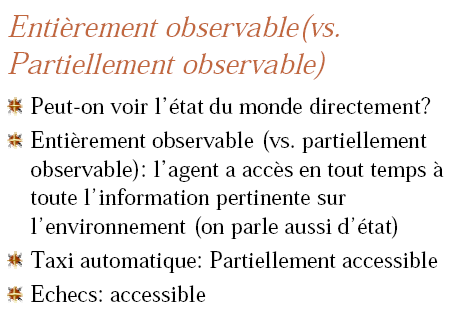 Entièrement observable(vs.
Partiellement observable)
Peut-on voir l'état du monde directement?
Entièrement observable (vs. partiellement
observable): l'agent a accès en tout temps à
toute l'information pertinente sur
l'environnement (on parle aussi d'état)
Taxi automatique: Partiellement accessible
Echecs: accessible